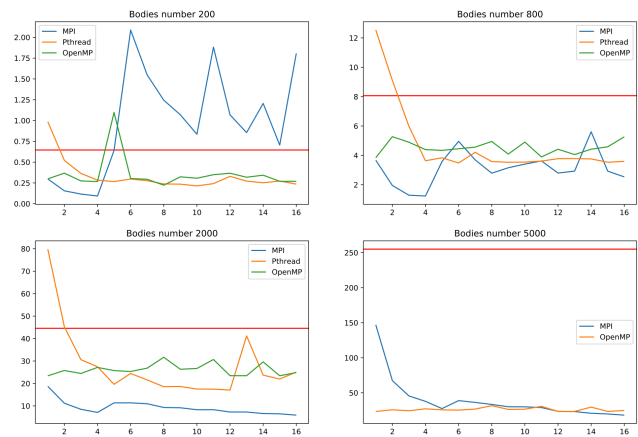 Bodies number 200
MPI
Pthread
OpenMP
2.00
1.75
1.50
1.25
1.00
0.75
0.50
0.25
0.00
2 4 6 8 10 12 14 16
Bodies number 800
MPI
Pthread
OpenMP
12
10
8
6
4
2
2 4 6 8 10 12 14 16
Bodies number 2000
MPI
Pthread
OpenMP
80
70
60
50
40
30
20
10
2 4 6 8 10 12 14 16
Bodies number 5000
MPI
OpenMP
250
200
150
100
50
2 4 6 8 10 12 14 16